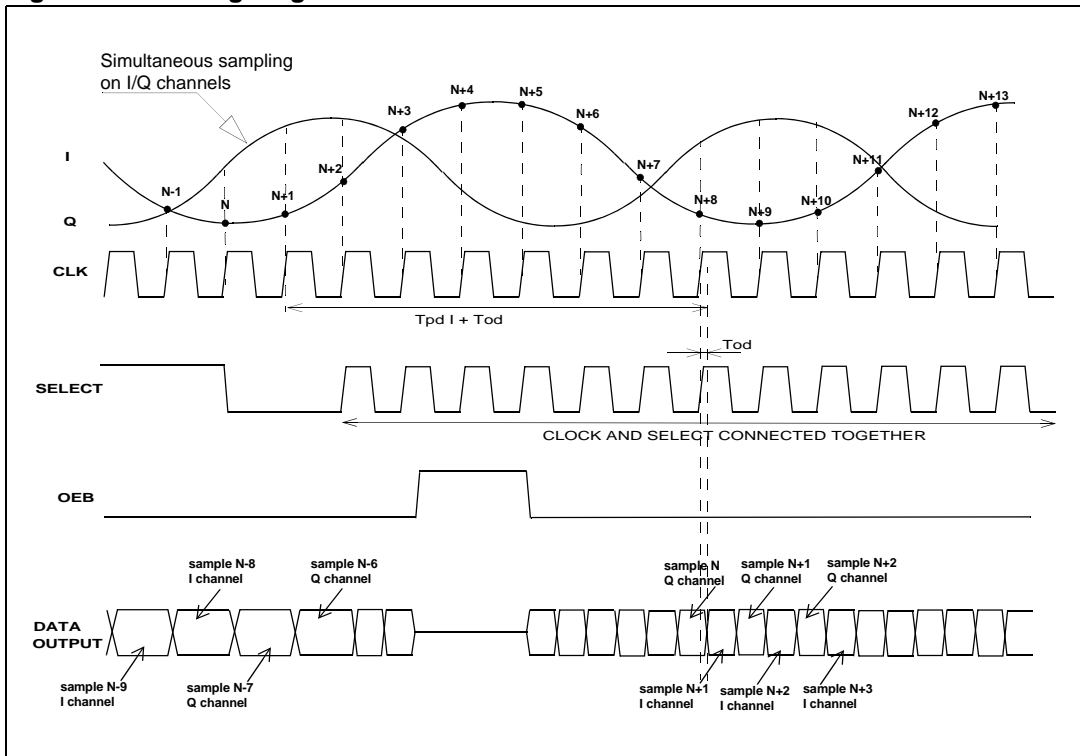 Simultaneous sampling
on I/Q channels
N+4
N+5
N+13
N+3
N+6
N+12
I
N+2
N+7
N+11
N-1
N
N+1
N+8
N+9
N+10
Q
CLK
Tpd I + Tod
Tod
SELECT
CLOCK AND SELECT CONNECTED TOGETHER
OEB
sample N-8
I channel
sample N-6
Q channel
sample N
Q channel
sample N+1
Q channel
sample N+2
Q channel
DATA
OUTPUT
sample N-9
I channel
sample N-7
Q channel
sample N+1
I channel
sample N+2
I channel
sample N+3
I channel